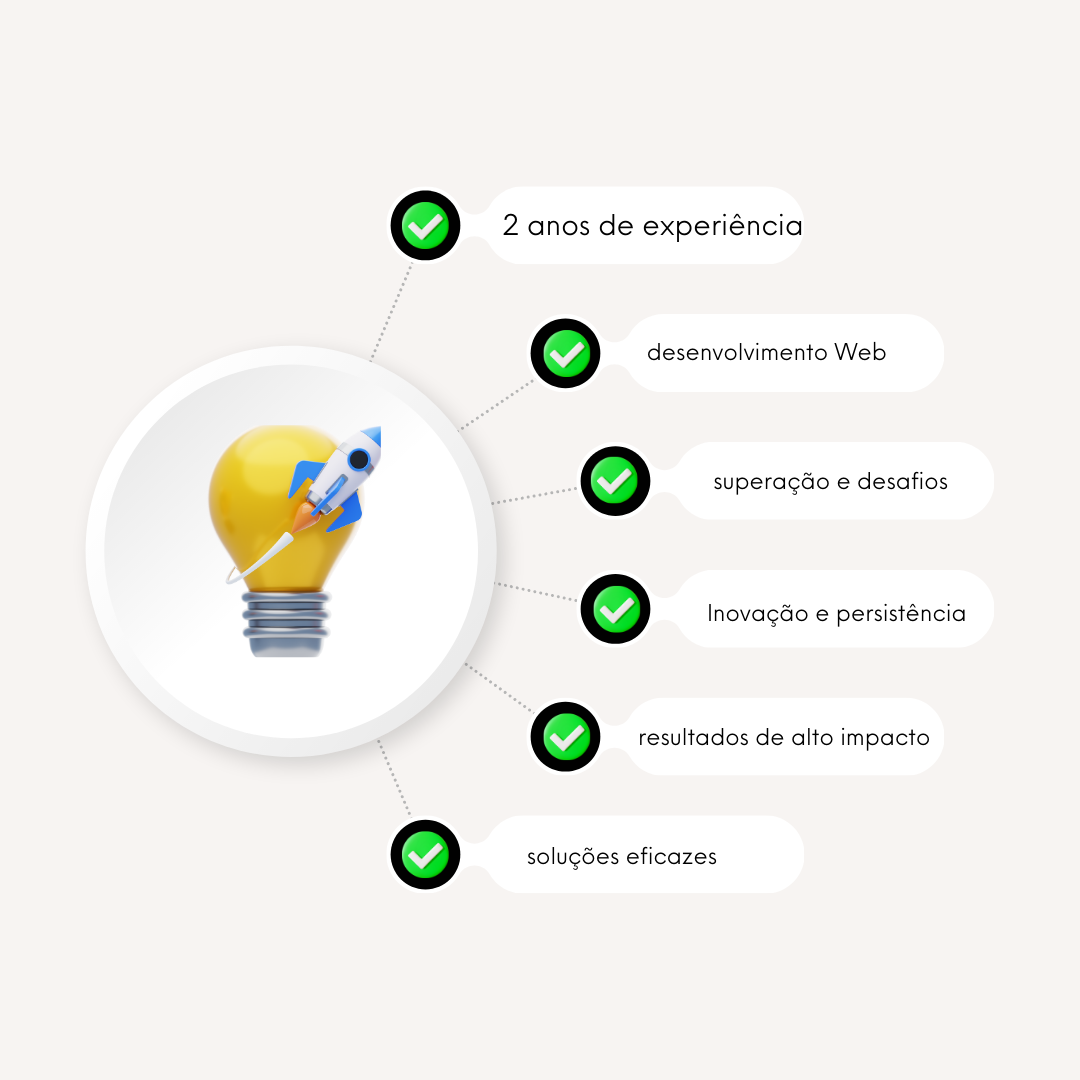 2 anos de experiência
desenvolvimento Web
superação e desafios
Inovação e persistência
resultados de alto impacto
soluções eficazes